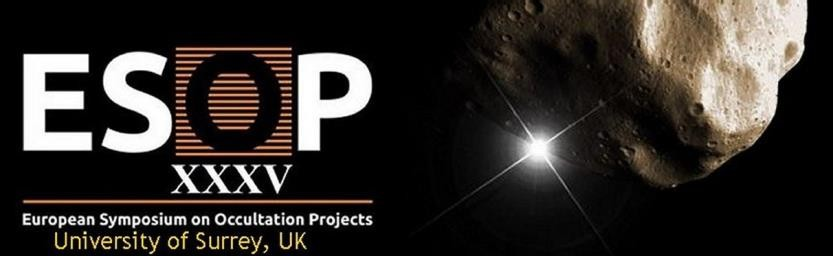 ESOP
XXXV
European Symposium on Occultation Projects
University of Surrey, UK